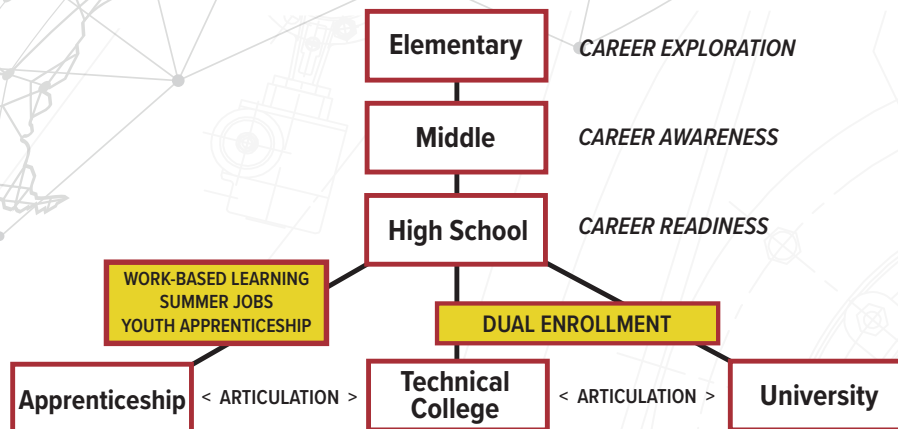 Elementary
CAREER EXPLORATION
Middle
CAREER AWARENESS
High School
CAREER READINESS
WORK-BASED LEARNING
SUMMER JOBS
YOUTH APPRENTICESHIP
DUAL ENROLLMENT
Apprenticeship
< ARTICULATION >
Technical
College
< ARTICULATION >
University